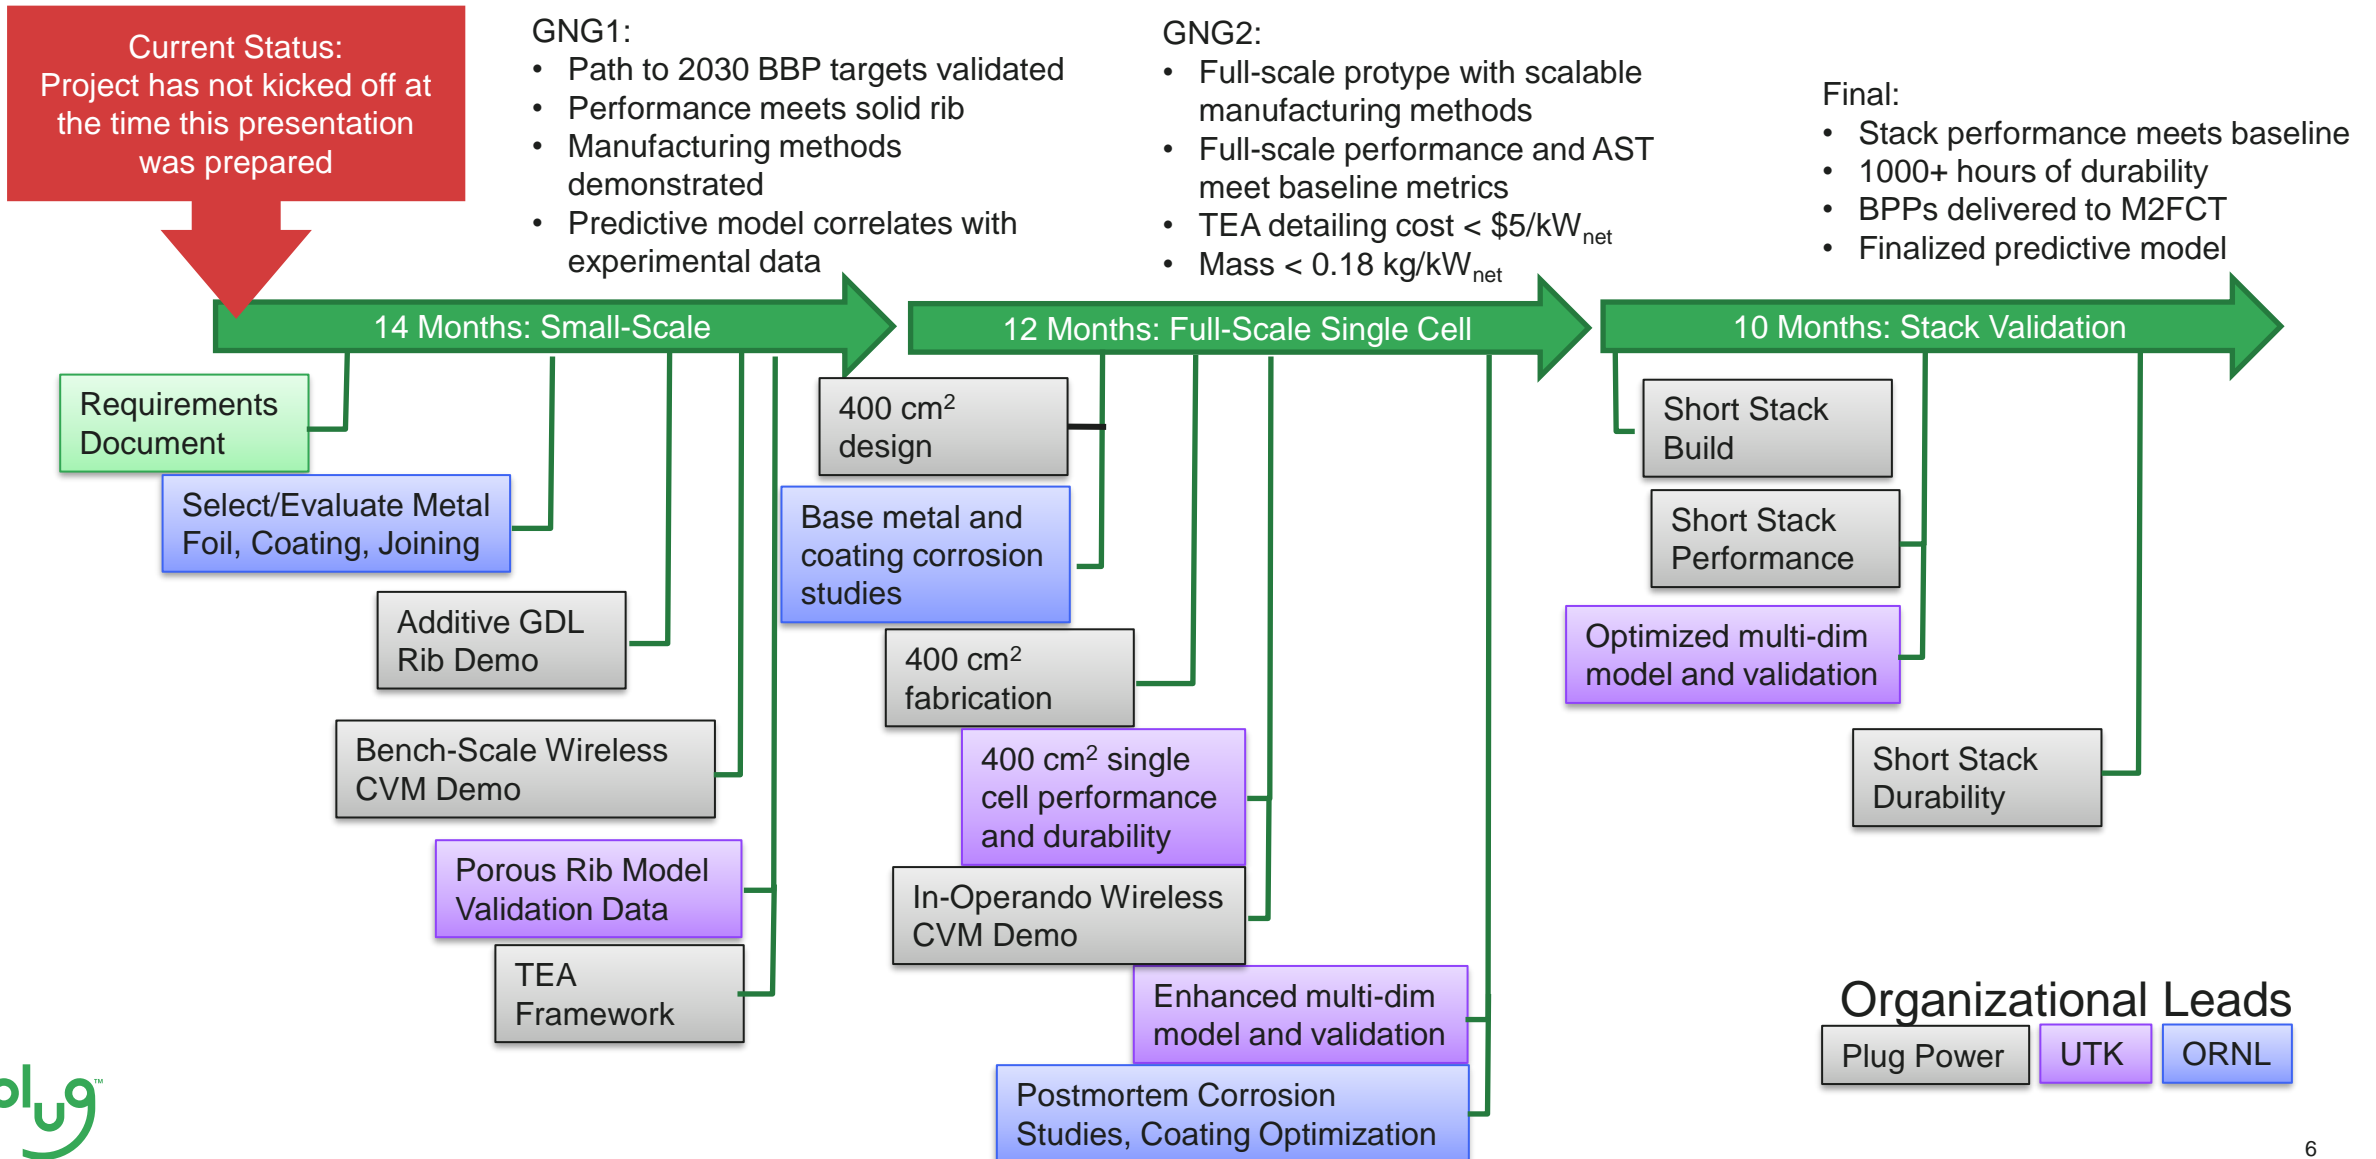 Current Status:
Project has not kicked off at
the time this presentation
was prepared
GNG1:
• Path to 2030 BBP targets validated
• Performance meets solid rib
• Manufacturing methods
demonstrated
• Predictive model correlates with
experimental data
GNG2:
• Full-scale protype with scalable
manufacturing methods
• Full-scale performance and AST
meet baseline metrics
• TEA detailing cost < $5/kWnet
• Mass < 0.18 kg/kWnet
Final:
• Stack performance meets baseline
• 1000+ hours of durability
• BPPs delivered to M2FCT
• Finalized predictive model
14 Months: Small-Scale
12 Months: Full-Scale Single Cell
10 Months: Stack Validation
Requirements
Document
Select/Evaluate Metal
Foil, Coating, Joining
Additive GDL
Rib Demo
Bench-Scale Wireless
CVM Demo
Porous Rib Model
Validation Data
TEA
Framework
400 cm2
design
Base metal and
coating corrosion
studies
400 cm2
fabrication
400 cm2 single
cell performance
and durability
In-Operando Wireless
CVM Demo
Enhanced multi-dim
model and validation
Postmortem Corrosion
Studies, Coating Optimization
Short Stack
Build
Short Stack
Performance
Optimized multi-dim
model and validation
Short Stack
Durability
Organizational Leads
Plug Power
UTK
ORNL
plug™
6